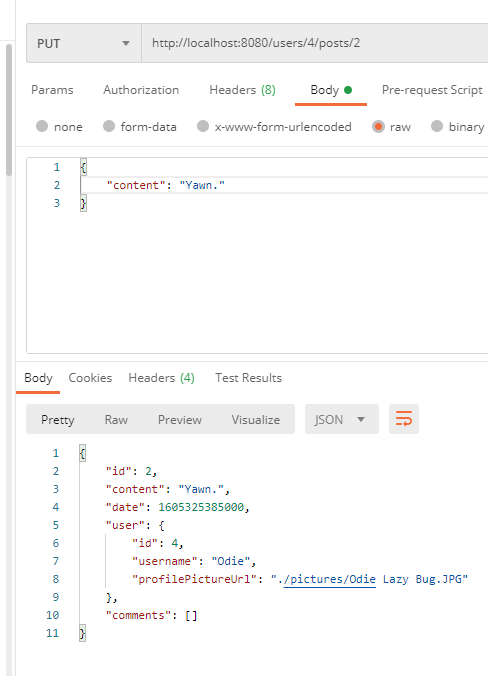 PUT http://localhost:8080/users/4/posts/2
Params Authorization Headers (8) Body Pre-request Script
none form-data x-www-form-urlencoded raw binary
1 {
2 "content": "Yawn."
3 }
Body Cookies Headers (4) Test Results
Pretty Raw Preview Visualize JSON
1 {
2 "id": 2,
3 "content": "Yawn.",
4 "date": 1605325385000,
5 "user": {
6 "id": 4,
7 "username": "Odie",
8 "profilePictureUrl": "./pictures/Odie Lazy Bug.JPG"
9 },
10 "comments": []
11 }